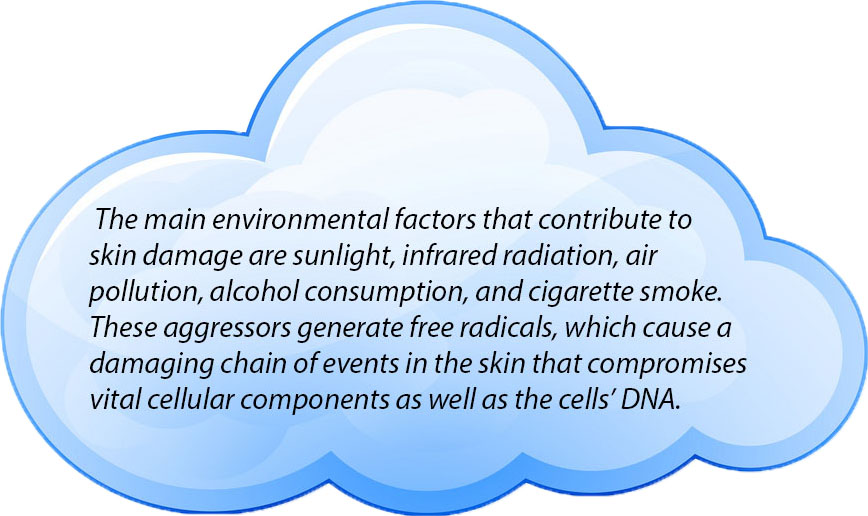 The main environmental factors that contribute to
skin damage are sunlight, infrared radiation, air
pollution, alcohol consumption, and cigarette smoke.
These aggressors generate free radicals, which cause a
damaging chain of events in the skin that compromises
vital cellular components as well as the cells’ DNA.